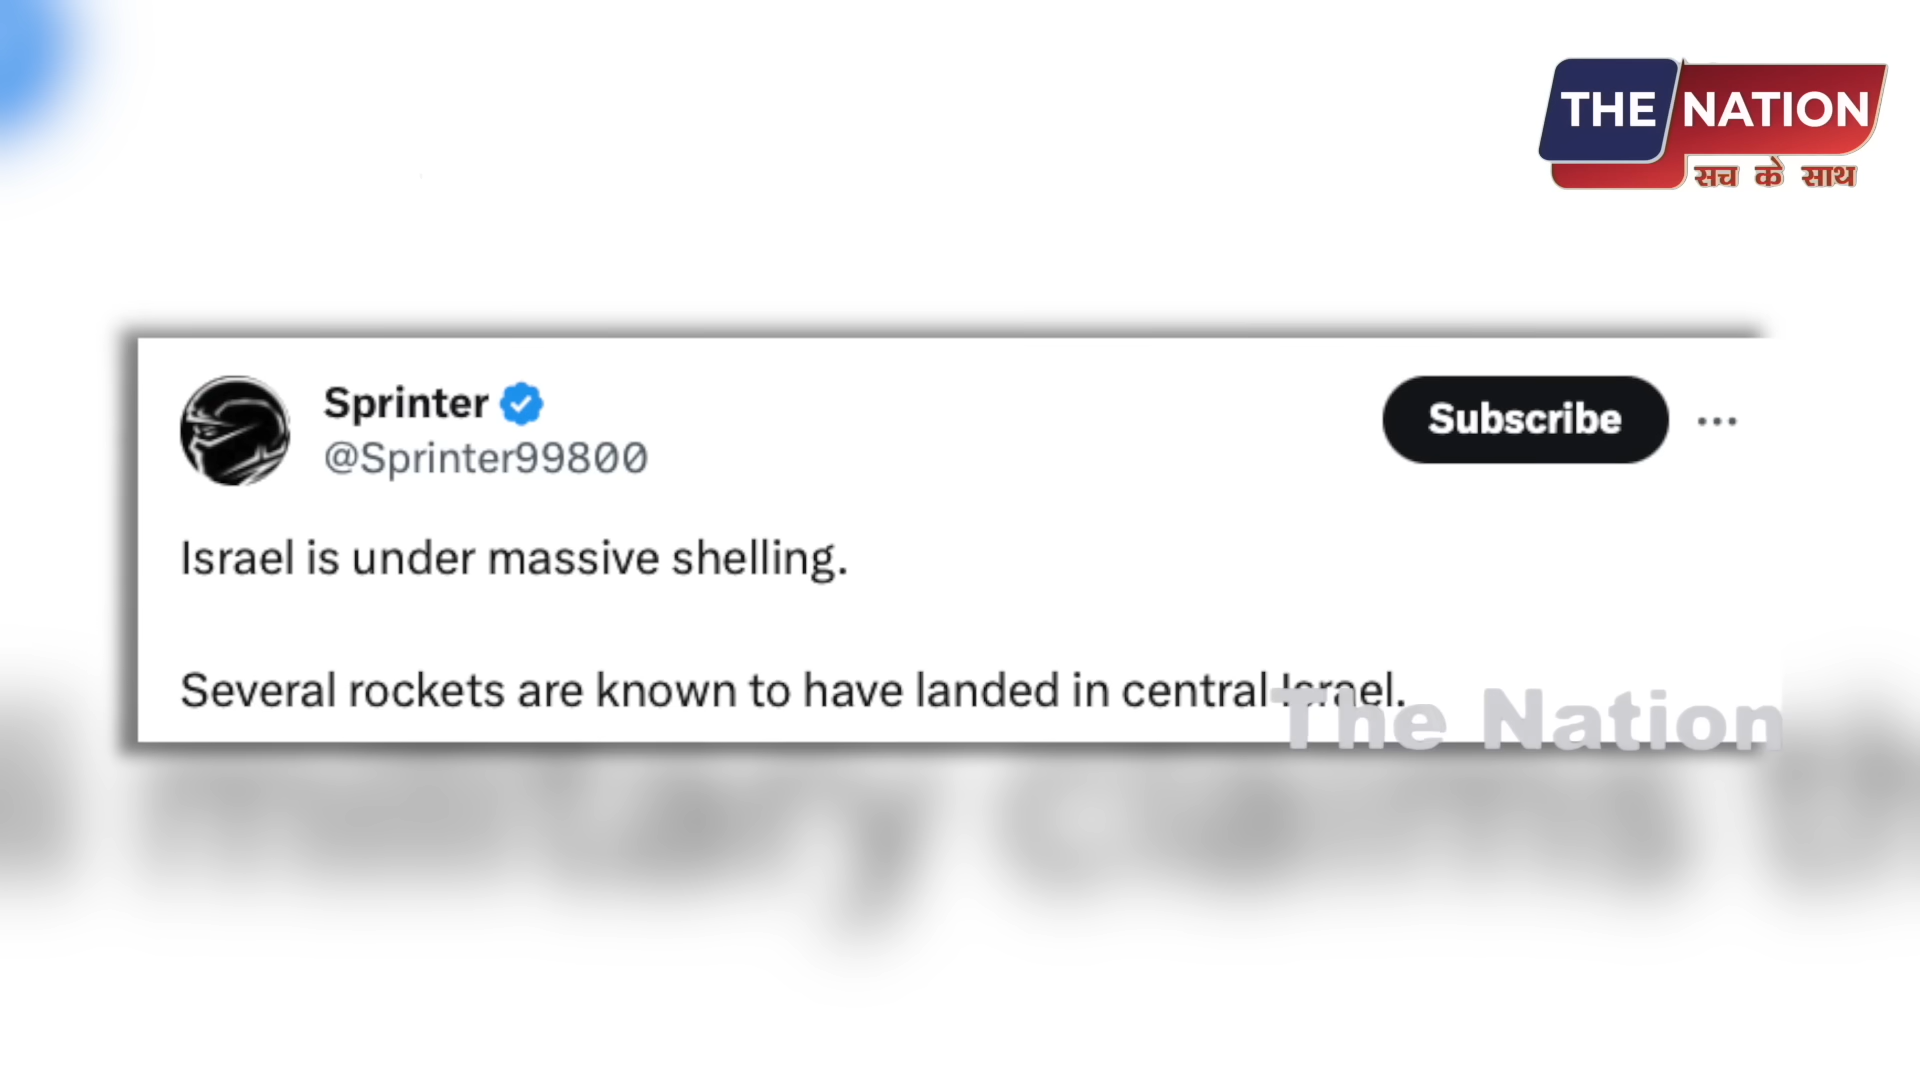 THE NATION
सच के साथ
Sprinter
@Sprinter99800
Subscribe
Israel is under massive shelling.
Several rockets are known to have landed in central Israel.
The Nation